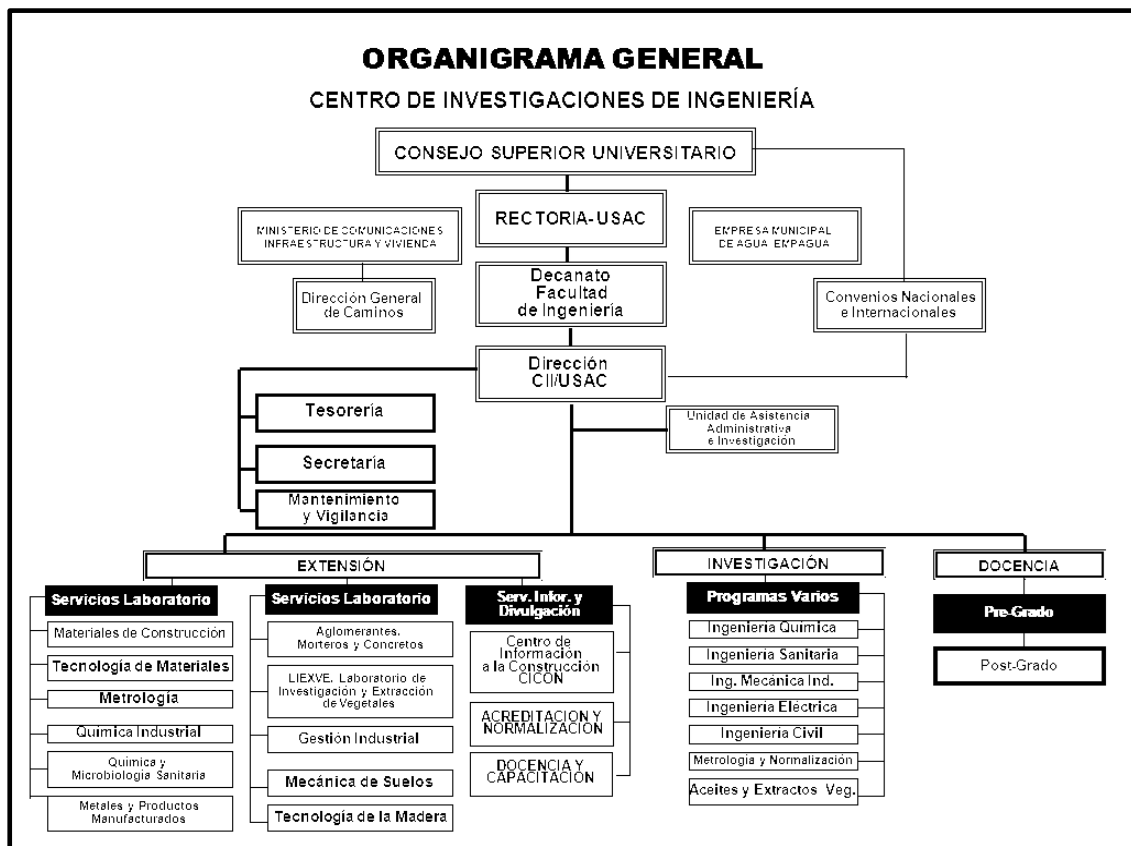 ORGANIGRAMA GENERAL
CENTRO DE INVESTIGACIONES DE INGENIERÍA
CONSEJO SUPERIOR UNIVERSITARIO
RECTORIA-USAC
MINISTERIO DE COMUNICACIONES
INFRAESTRUCTURA Y VIVIENDA
EMPRESA MUNICIPAL
DE AGUA EMPAGUA
Decanato
Facultad
de Ingeniería
Dirección General
de Caminos
Convenios Nacionales
e Internacionales
Dirección
CII/USAC
Tesorería
Unidad de Asistencia
Administrativa
e Investigación
Secretaría
Mantenimiento
y Vigilancia
EXTENSIÓN
INVESTIGACIÓN
DOCENCIA
Servicios Laboratorio
Materiales de Construcción
Tecnología de Materiales
Metrología
Química Industrial
Química y
Microbiología Sanitaria
Metales y Productos
Manufacturados
Servicios Laboratorio
Aglomerantes.
Morteros y Concretos
LIEXVE. Laboratorio de
Investigación y Extracción
de Vegetales
Gestión Industrial
Mecánica de Suelos
Tecnología de la Madera
Serv. Infor. y
Divulgación
Centro de
Información
a la Construcción
CICON
ACREDITACION Y
NORMALIZACIÓN
DOCENCIA Y
CAPACITACIÓN
Programas Varios
Ingeniería Química
Ingeniería Sanitaria
Ing. Mecánica Ind.
Ingeniería Eléctrica
Ingeniería Civil
Metrología y Normalización
Aceites y Extractos Veg.
Pre-Grado
Post-Grado